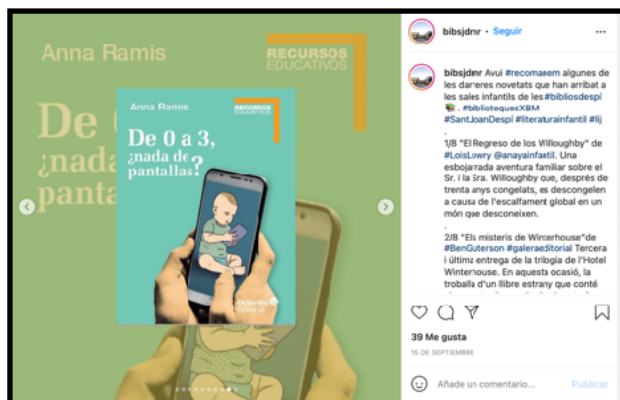 Anna Ramis
RECURSOS
EDUCATIVOS
De
¿nada
panta
Anna Ramis
RECURSOS
EDUCATIVOS
De 0 a 3,
¿nada de
pantallas?
Octaedro
Editorial
bibsjdmr • Seguir
bibsjdmr Avui #recomanem algunes de
les darreres novetats que han arribat a
les sales infantils de les #bibliosdespí
. #bibliotequesXBM
#SantJoanDespí #literaturainfantil #lij
.
1/8 "El Regreso de los Willoughby" de
#LoisLowry @anayainfastil. Una
esbojarrada aventura familiar sobre el
Sr. i la Sra. Willoughby que, després de
trenta anys congelats, es descongelen
a causa de l'escalfament global en un
món que desconeixen.
.
2/8 "Els misteris de Winterhouse"de
#BenGuterson #galeraeditorial Tercera
i última entrega de la trilogia de l'Hotel
Winterhouse. En aquesta ocasió, la
troballa d'un llibre estrany que conté
39 Me gusta
15 DE SEPTIEMBRE
Añade un comentario...
Publicar